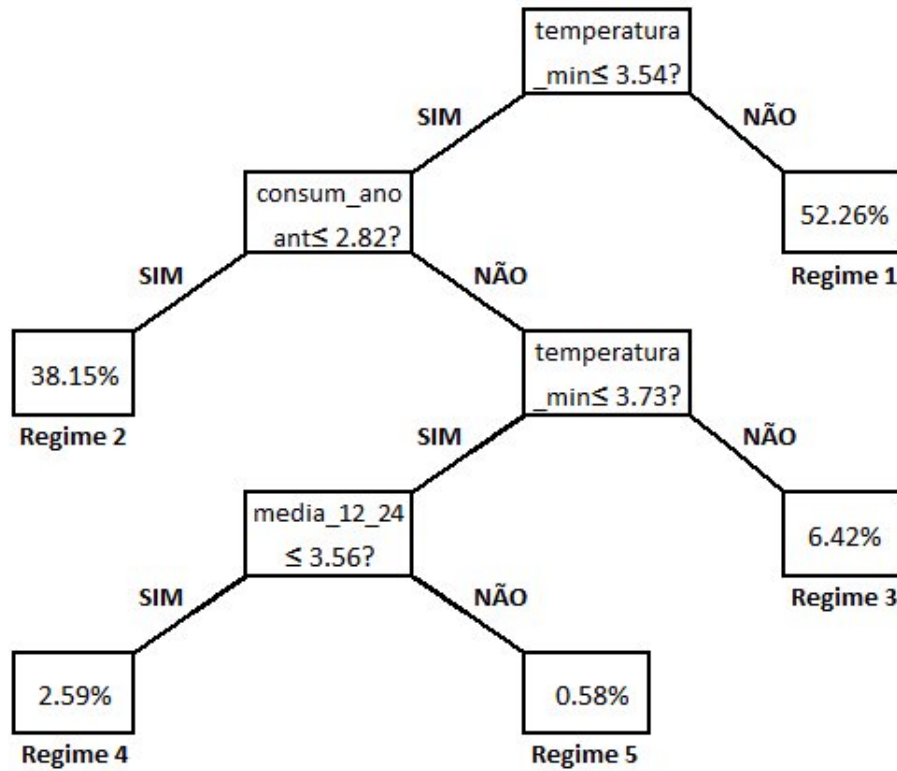 temperatura
_min≤ 3.54?
SIM
NÃO
consum_ano
ant≤ 2.82?
52.26%
Regime 1
SIM
NÃO
38.15%
Regime 2
temperatura
_min≤ 3.73?
SIM
NÃO
media_12_24
≤ 3.56?
6.42%
Regime 3
SIM
NÃO
2.59%
Regime 4
0.58%
Regime 5